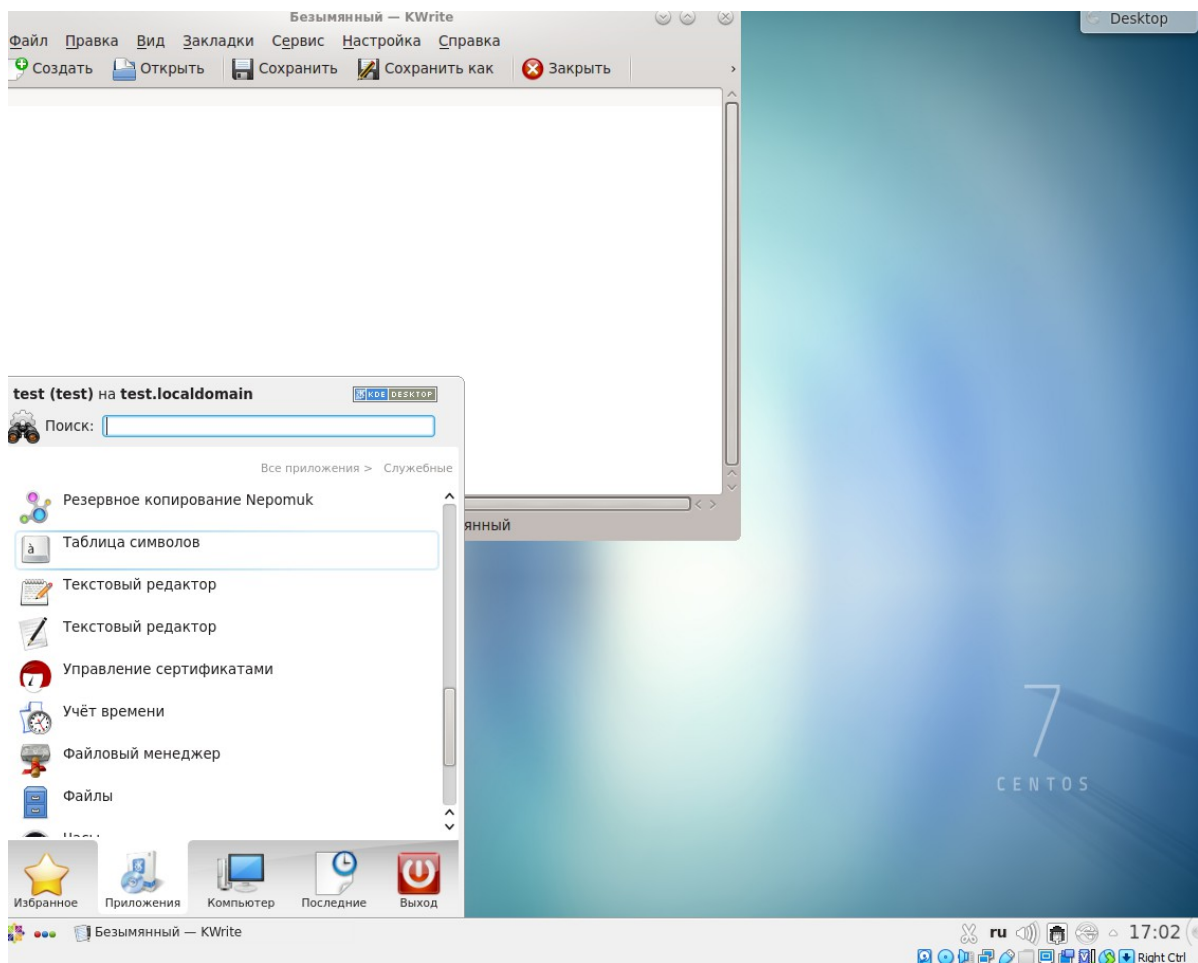 Безымянный — KWrite
Desktop
Файл Правка Вид Закладки Сервис Настройка Справка
Создать Открыть Сохранить Сохранить как Закрыть
test (test) на test.localdomain
KDE DESKTOP
Поиск:
Все приложения > Служебные
Резервное копирование Nepomuk
янный
à Таблица символов
Текстовый редактор
Текстовый редактор
Управление сертификатами
Учёт времени
Файловый менеджер
Файлы
7
CENTOS
Избранное Приложения Компьютер Последние Выход
Безымянный — KWrite
ru 17:02
Right Ctrl